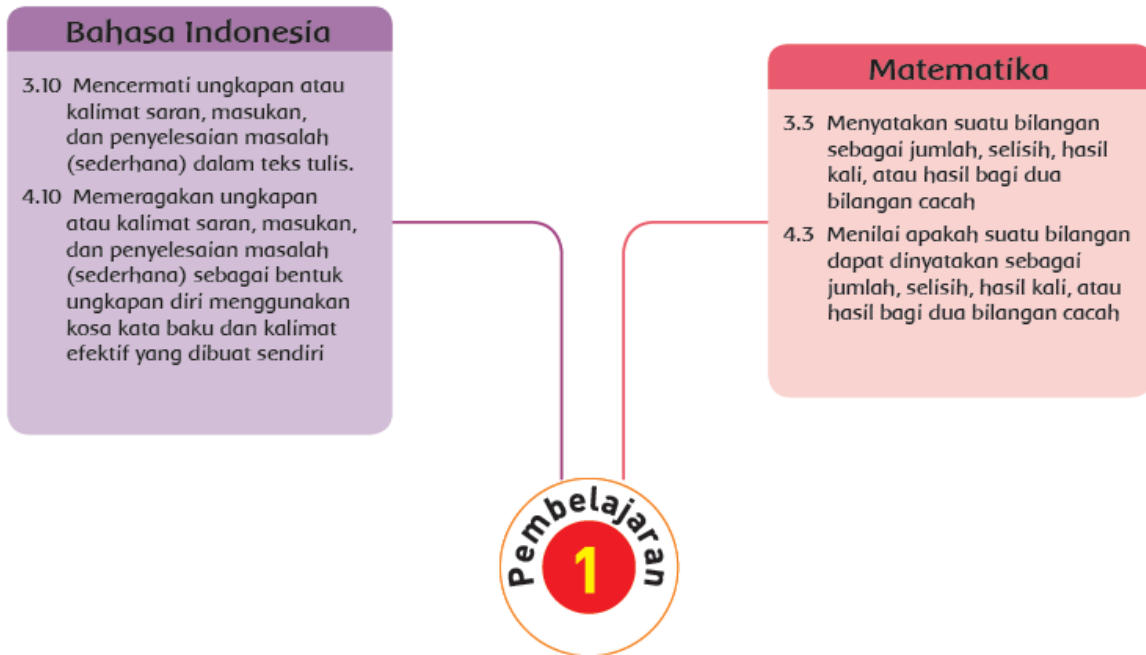 Bahasa Indonesia
3.10 Mencermati ungkapan atau
kalimat saran, masukan,
dan penyelesaian masalah
(sederhana) dalam teks tulis.
4.10 Memeragakan ungkapan
atau kalimat saran, masukan,
dan penyelesaian masalah
(sederhana) sebagai bentuk
ungkapan diri menggunakan
kosa kata baku dan kalimat
efektif yang dibuat sendiri
Matematika
3.3 Menyatakan suatu bilangan
sebagai jumlah, selisih, hasil
kali, atau hasil bagi dua
bilangan cacah
4.3 Menilai apakah suatu bilangan
dapat dinyatakan sebagai
jumlah, selisih, hasil kali, atau
hasil bagi dua bilangan cacah
Pembelajaran
1